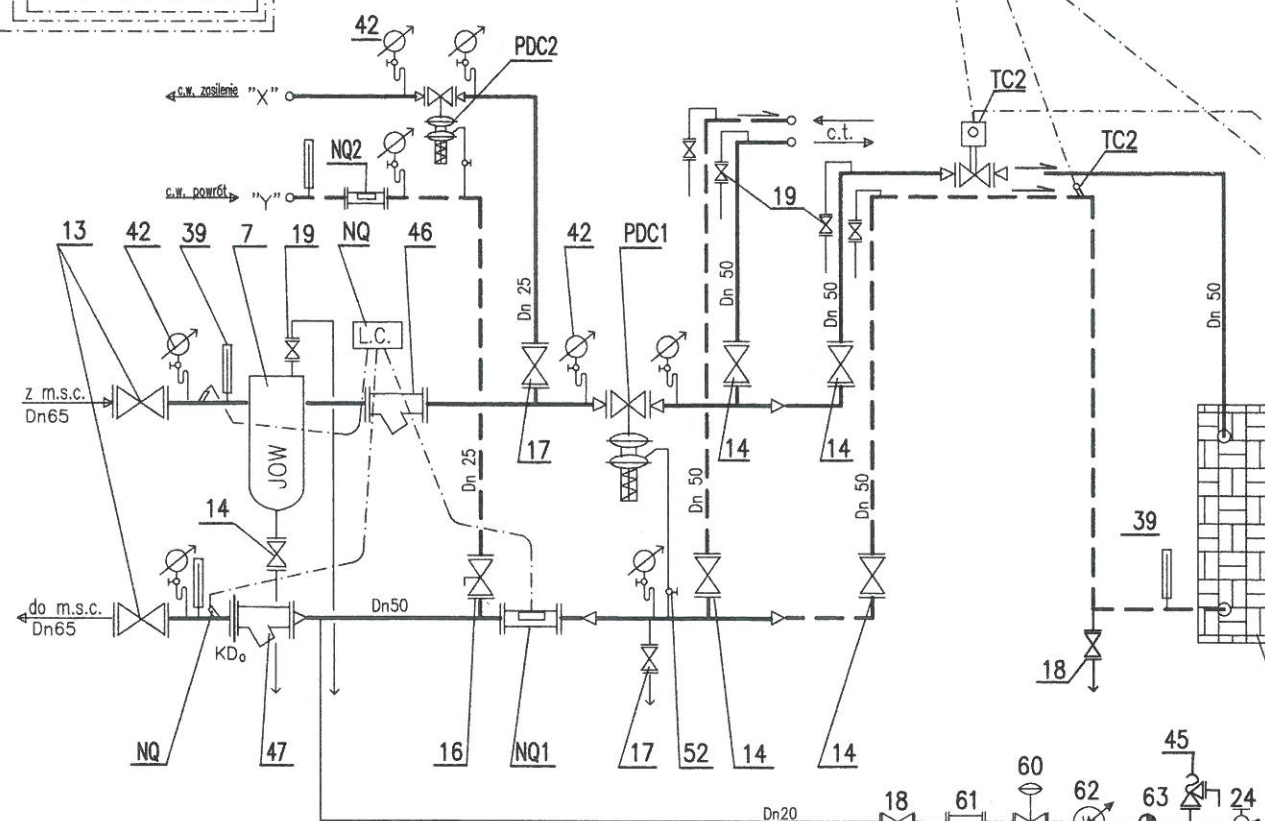 42
PDC2
c.w. zasilenie "X"
TC2
c.t.
NQ2
TC2
c.w. powrót "Y"
19
13
42
39
7
19
NQ
46
42
PDC1
Dn 25
Dn 50
Dn 50
Dn 50
L.C.
z m.s.c.
Dn65
JOW
17
14
14
Dn 25
Dn 50
Dn 50
14
39
do m.s.c.
Dn65
Dn50
KD₀
18
NQ
47
16
NQ1
17
52
14
14
45
60
Dn20
18
61
62
63
24